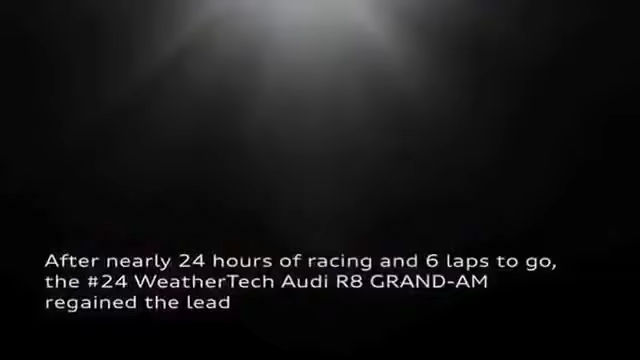 After nearly 24 hours of racing and 6 laps to go,
the #24 WeatherTech Audi R8 GRAND-AM
regained the lead